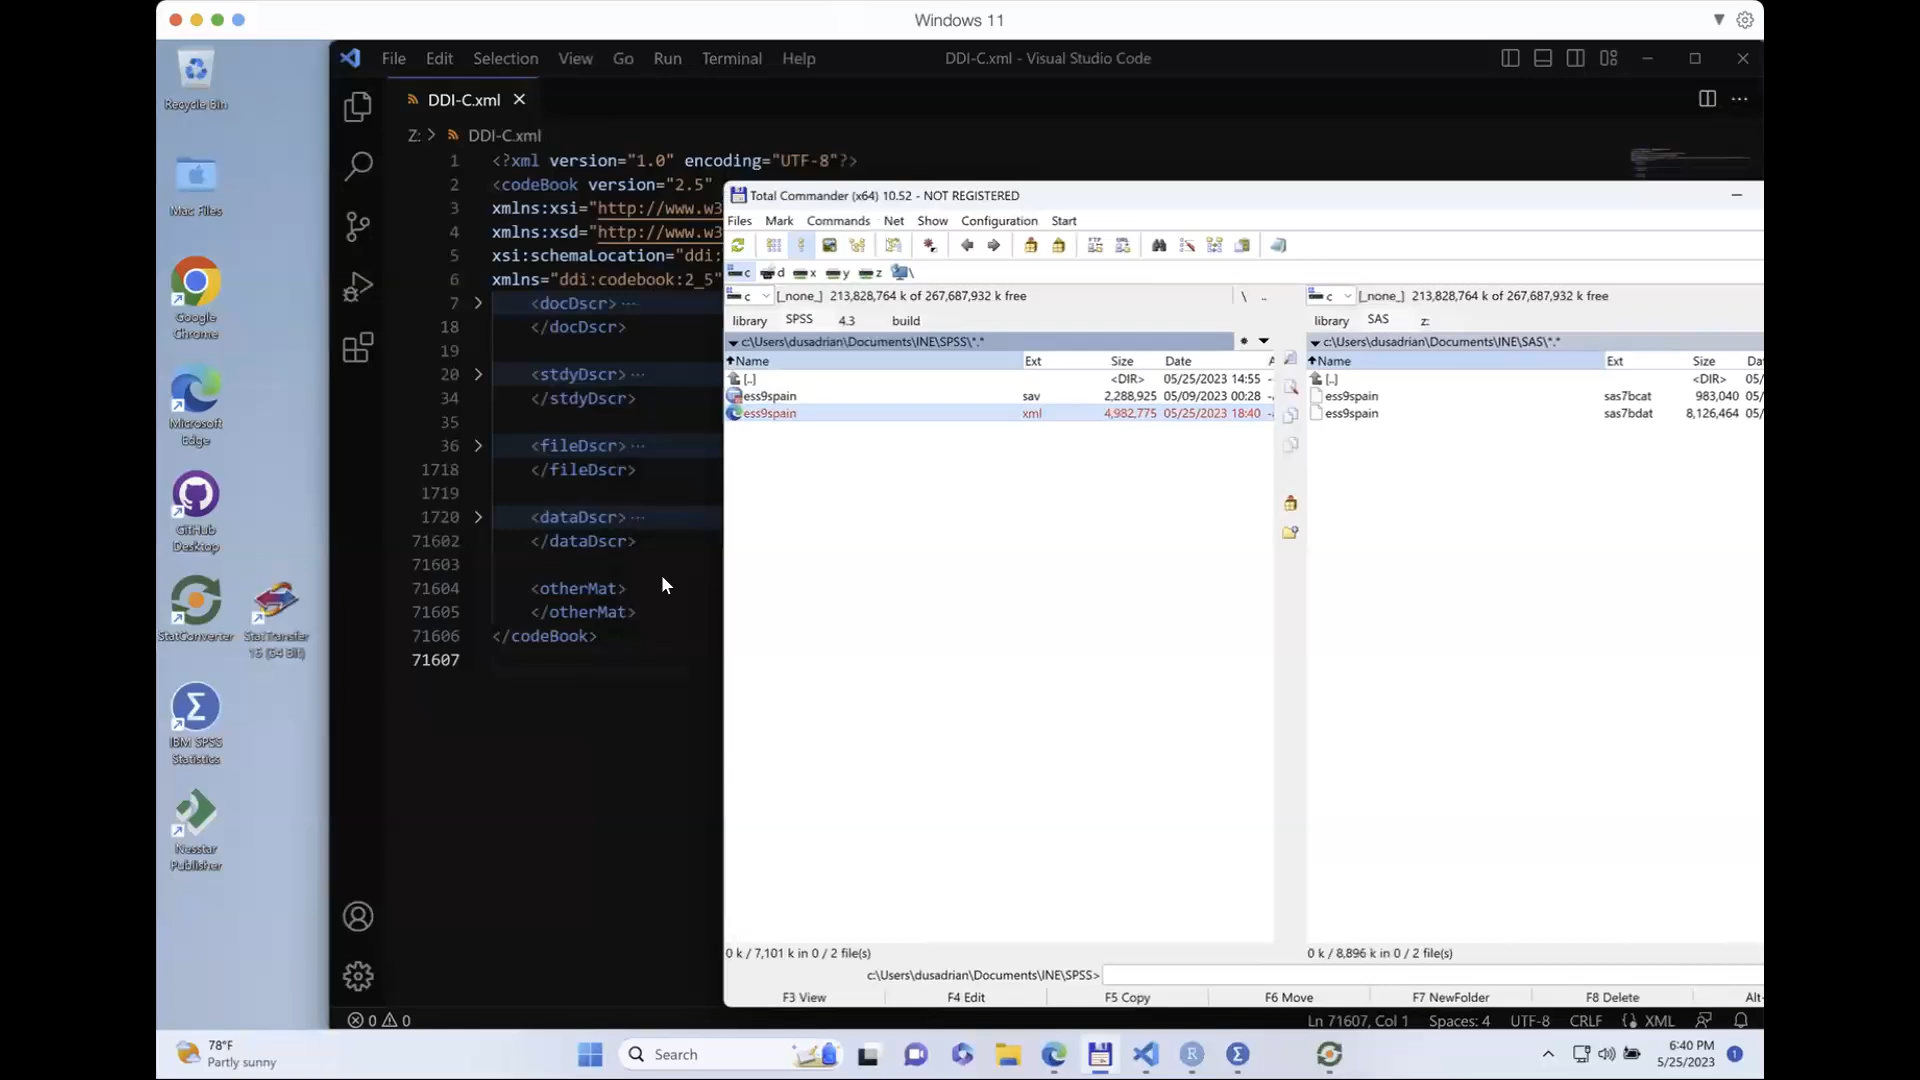 Windows 11
File Edit Selection View Go Run Terminal Help
DDI-C.xml - Visual Studio Code
Recycle Bin
Mac Files
Google Chrome
Microsoft Edge
GitHub Desktop
StatConverter
StatTransfer 16 (64 Bit)
IBM SPSS Statistics
Nesstar Publisher
DDI-C.xml
Z: > DDI-C.xml
1 <?xml version="1.0" encoding="UTF-8"?>
2 <codeBook version="2.5"
3 xmlns:xsi="http://www.w3
4 xmlns:xsd="http://www.w3
5 xsi:schemaLocation="ddi:
6 xmlns="ddi:codebook:2_5"
7 <docDscr> ···
18 </docDscr>
19
20 <stdyDscr> ···
34 </stdyDscr>
35
36 <fileDscr> ···
1718 </fileDscr>
1719
1720 <dataDscr> ···
71602 </dataDscr>
71603
71604 <otherMat>
71605 </otherMat>
71606 </codeBook>
71607
Total Commander (x64) 10.52 - NOT REGISTERED
Files Mark Commands Net Show Configuration Start
c d x y z \
c [_none_] 213,828,764 k of 267,687,932 k free \ ..
library SPSS 4.3 build
c:\Users\dusadrian\Documents\INE\SPSS\*.*
Name Ext Size Date A
[..] <DIR> 05/25/2023 14:55 --
ess9spain sav 2,288,925 05/09/2023 00:28 -a
ess9spain xml 4,982,775 05/25/2023 18:40 -a
0 k / 7,101 k in 0 / 2 file(s)
c [_none_] 213,828,764 k of 267,687,932 k free
library SAS z:
c:\Users\dusadrian\Documents\INE\SAS\*.*
Name Ext Size Da
[..] <DIR> 05/
ess9spain sas7bcat 983,040 05/
ess9spain sas7bdat 8,126,464 05/
0 k / 8,896 k in 0 / 2 file(s)
c:\Users\dusadrian\Documents\INE\SPSS>
F3 View F4 Edit F5 Copy F6 Move F7 NewFolder F8 Delete Alt-
0 0
Ln 71607, Col 1 Spaces: 4 UTF-8 CRLF XML
78°F
Partly sunny
Search
6:40 PM
5/25/2023
1